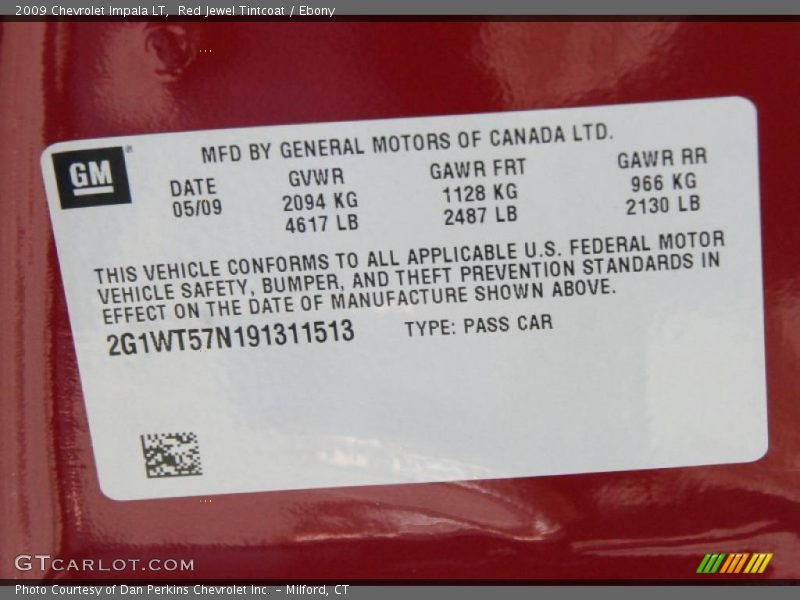 2009 Chevrolet Impala LT, Red Jewel Tintcoat / Ebony
GM
MFD BY GENERAL MOTORS OF CANADA LTD.
DATE GVWR GAWR FRT GAWR RR
05/09 2094 KG 1128 KG 966 KG
4617 LB 2487 LB 2130 LB
THIS VEHICLE CONFORMS TO ALL APPLICABLE U.S. FEDERAL MOTOR
VEHICLE SAFETY, BUMPER, AND THEFT PREVENTION STANDARDS IN
EFFECT ON THE DATE OF MANUFACTURE SHOWN ABOVE.
2G1WT57N191311513 TYPE: PASS CAR
GTCARLOT.COM
Photo Courtesy of Dan Perkins Chevrolet Inc. – Milford, CT